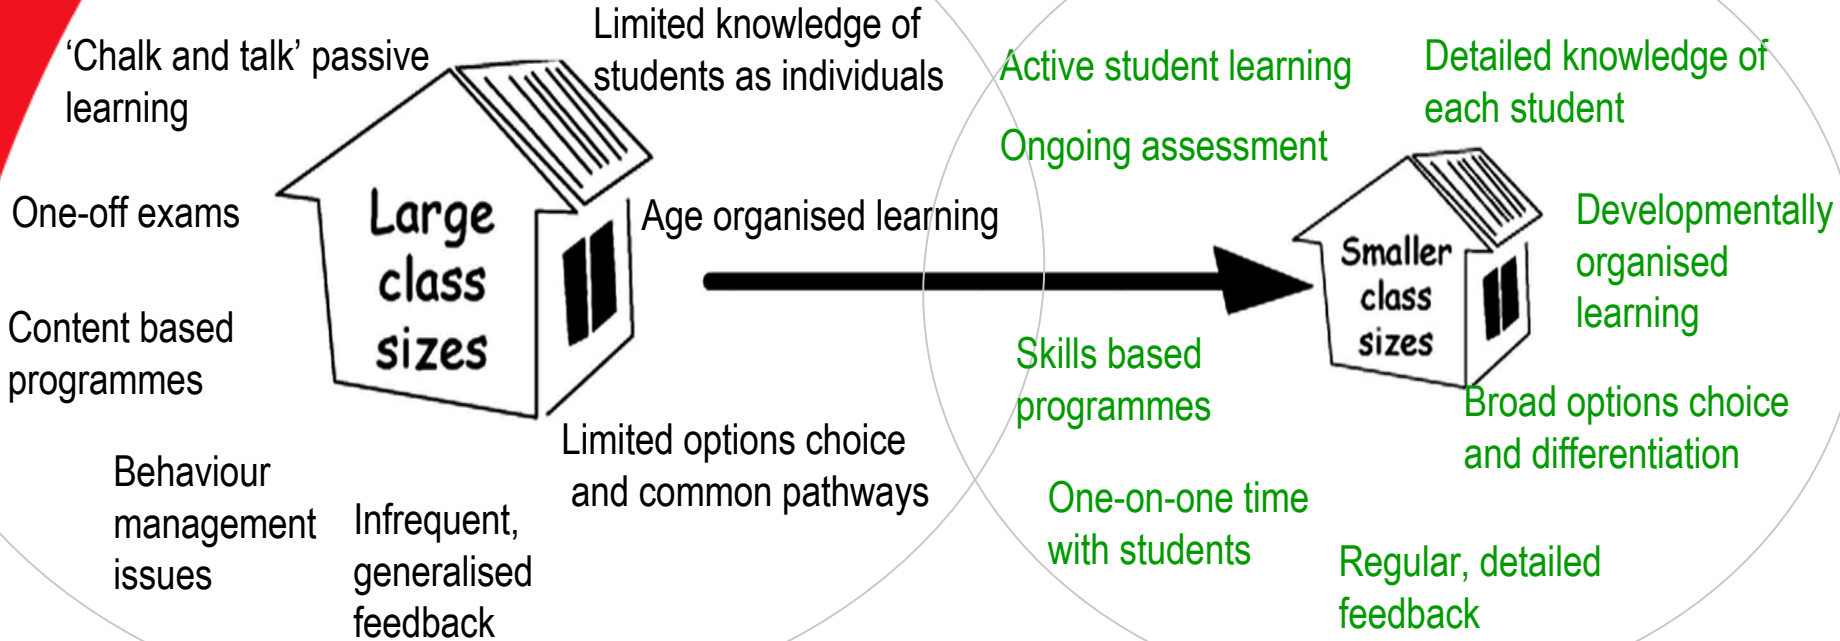 ‘Chalk and talk’ passive
learning
Limited knowledge of
students as individuals
One-off exams
Large
class
sizes
Age organised learning
Content based
programmes
Limited options choice
and common pathways
Behaviour
management
issues
Infrequent,
generalised
feedback
Active student learning
Detailed knowledge of
each student
Ongoing assessment
Smaller
class
sizes
Developmentally
organised
learning
Skills based
programmes
Broad options choice
and differentiation
One-on-one time
with students
Regular, detailed
feedback